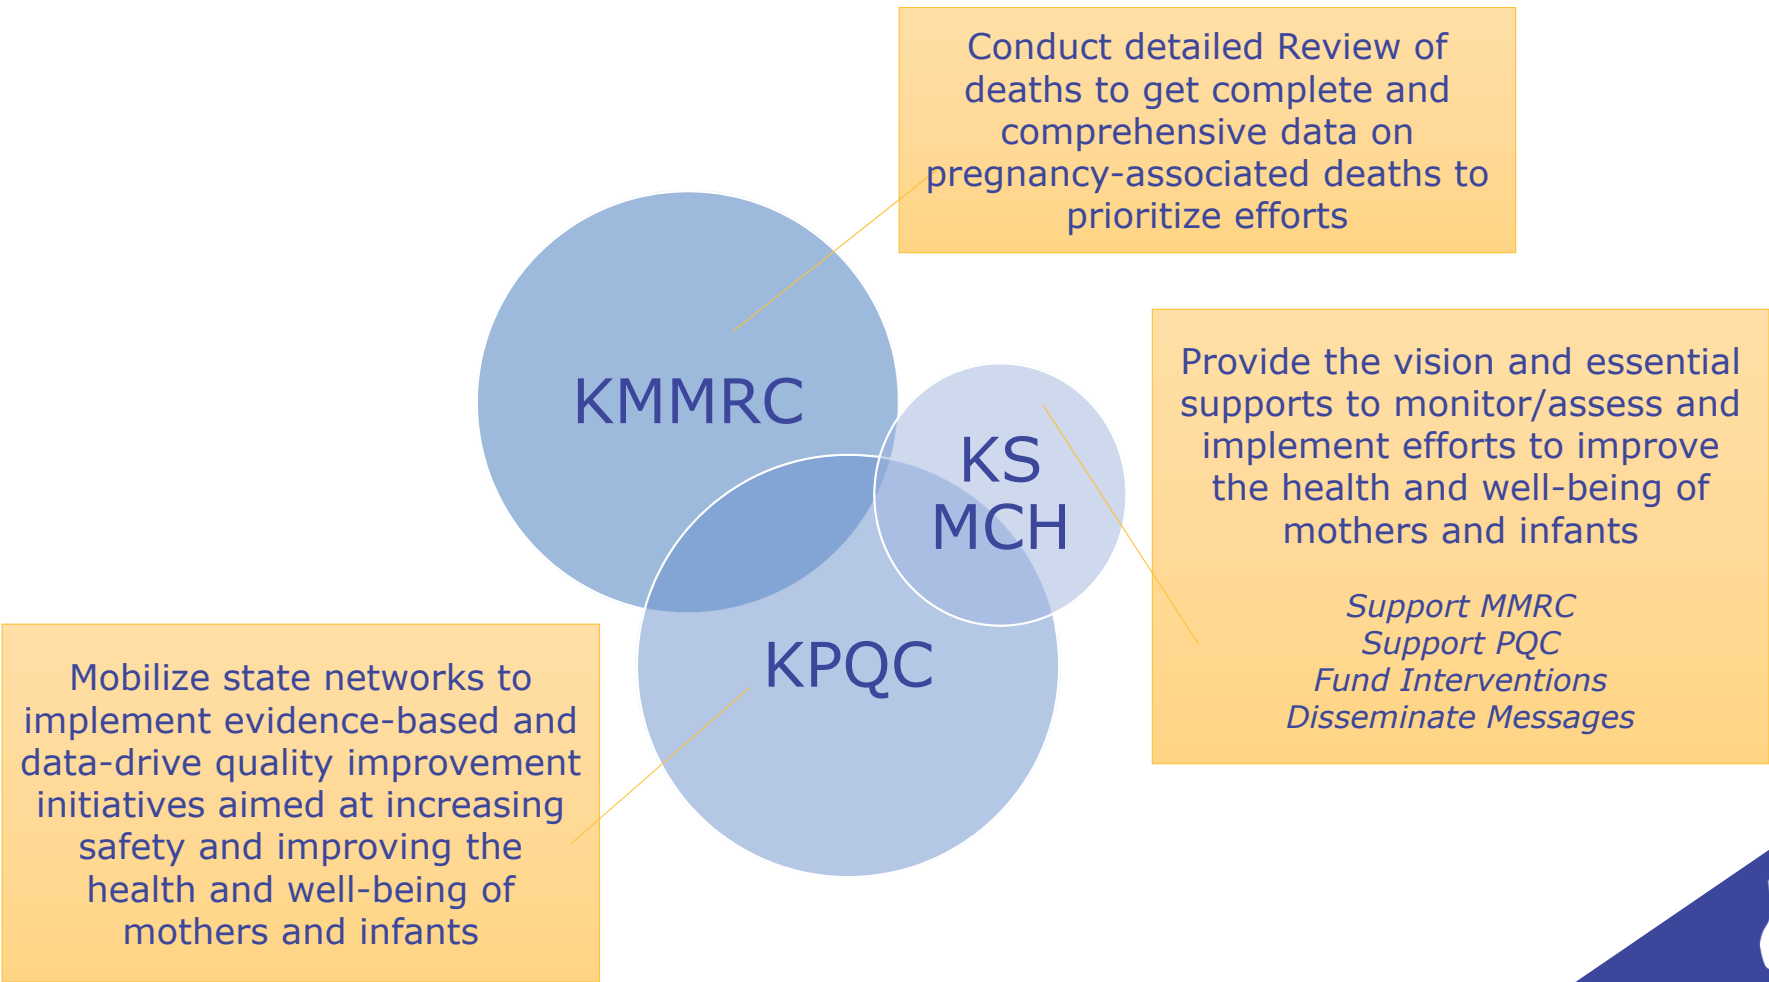 Conduct detailed Review of
deaths to get complete and
comprehensive data on
pregnancy-associated deaths to
prioritize efforts
KMMRC
KS
MCH
Provide the vision and essential
supports to monitor/assess and
implement efforts to improve
the health and well-being of
mothers and infants
Support MMRC
Support PQC
Fund Interventions
Disseminate Messages
KPQC
Mobilize state networks to
implement evidence-based and
data-drive quality improvement
initiatives aimed at increasing
safety and improving the
health and well-being of
mothers and infants